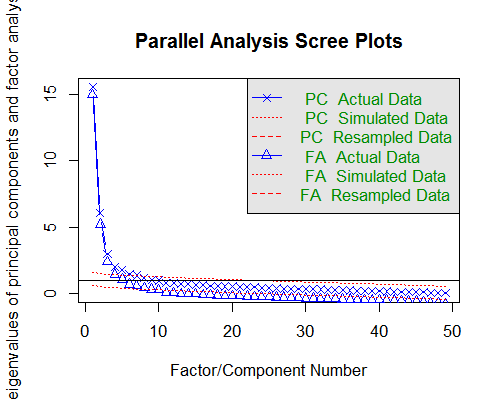 Parallel Analysis Scree Plots
eigenvalues of principal components and factor analys
15
10
5
0
PC Actual Data
PC Simulated Data
PC Resampled Data
FA Actual Data
FA Simulated Data
FA Resampled Data
0 10 20 30 40 50
Factor/Component Number